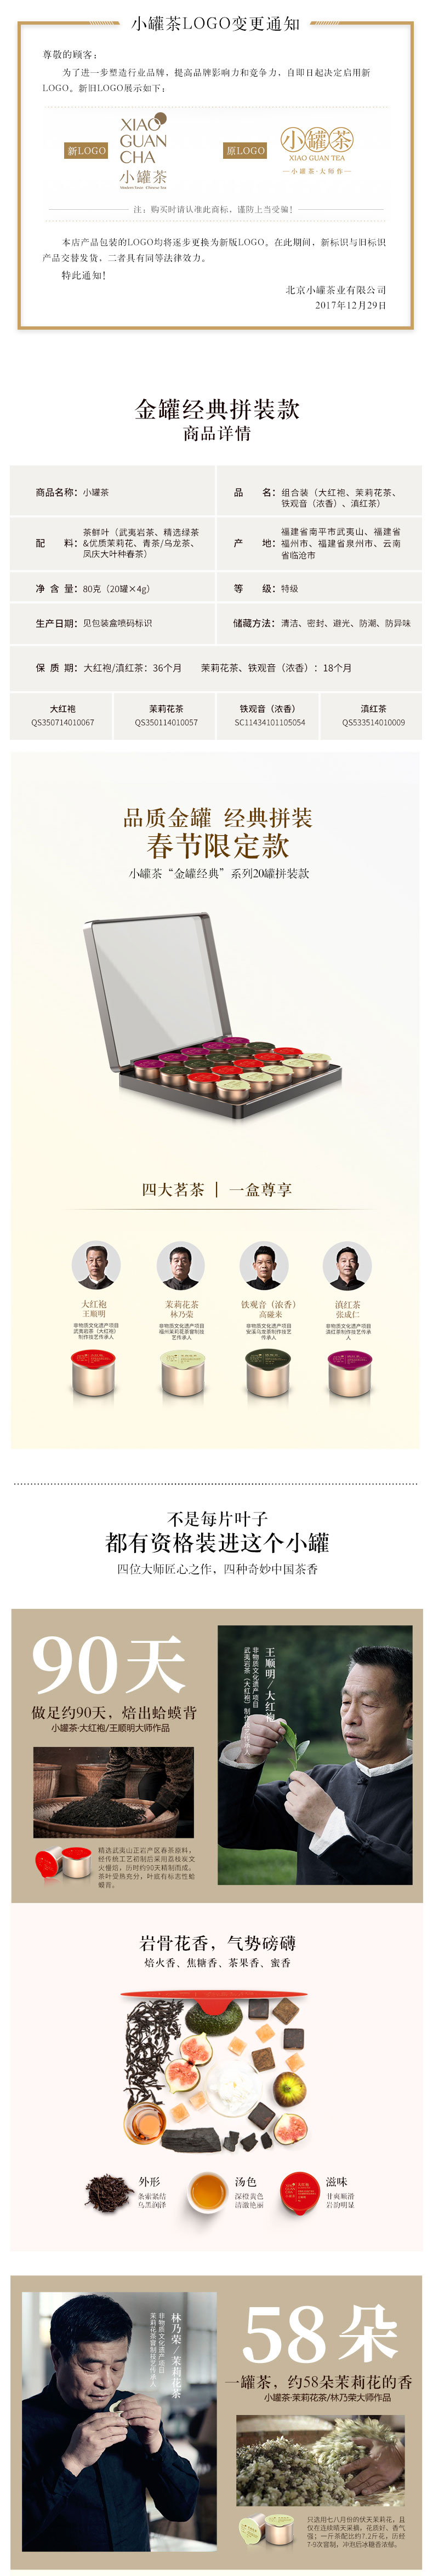 小罐茶LOGO变更通知
尊敬的顾客：
为了进一步塑造行业品牌，提高品牌影响力和竞争力，自即日起决定启用新
LOGO。新旧LOGO展示如下：
新LOGO
XIAO
GUAN
CHA
小罐茶
原LOGO
小罐茶
XIAO GUAN TEA
小罐茶·大师作
注：购买时请认准此商标，谨防上当受骗！
本店产品包装的LOGO均将逐步更换为新版LOGO。在此期间，新标识与旧标识
产品交替发货，二者具有同等法律效力。
特此通知！
北京小罐茶业有限公司
2017年12月29日
金罐经典拼装款
商品详情
商品名称：小罐茶
品 名：组合装（大红袍、茉莉花茶、
铁观音（浓香）、滇红茶）
配 料：茶鲜叶（武夷岩茶、精选绿茶
&优质茉莉花、青茶/乌龙茶、
凤庆大叶种春茶）
产 地：福建省南平市武夷山、福建省
福州市、福建省泉州市、云南
省临沧市
净 含 量：80克（20罐×4g）
等 级：特级
生产日期：见包装盒喷码标识
储藏方法：清洁、密封、避光、防潮、防异味
保 质 期：大红袍/滇红茶：36个月 茉莉花茶、铁观音（浓香）：18个月
大红袍
QS350714010067
茉莉花茶
QS350114010057
铁观音（浓香）
SC11434101105054
滇红茶
QS533514010009
品质金罐 经典拼装
春节限定款
小罐茶“金罐经典”系列20罐拼装款
四大茗茶 | 一盒尊享
大红袍
王顺明
非物质文化遗产项目
武夷岩茶（大红袍）
制作技艺传承人
茉莉花茶
林乃荣
非物质文化遗产项目
福州茉莉花茶窨制技
艺传承人
铁观音（浓香）
高碰来
非物质文化遗产项目
安溪乌龙茶制作技艺
传承人
滇红茶
张成仁
非物质文化遗产项目
滇红茶制作技艺传承
人
不是每片叶子
都有资格装进这个小罐
四位大师匠心之作，四种奇妙中国茶香
90天
做足约90天，焙出蛤蟆背
小罐茶·大红袍/王顺明大师作品
精选武夷山正岩产区春茶原料，
经传统工艺初制后采用荔枝炭文
火慢焙，历时约90天精制而成。
茶叶受热充分，叶底有标志性蛤
蟆背。
王顺明／大红袍
非物质文化遗产项目
武夷岩茶（大红袍）制作技艺传承人
岩骨花香，气势磅礴
焙火香、焦糖香、茶果香、蜜香
外形
条索紧结
乌黑润泽
汤色
深橙黄色
清澈艳丽
滋味
甘爽顺滑
岩韵明显
林乃荣／茉莉花茶
非物质文化遗产项目
茉莉花茶窨制技艺传承人
58朵
一罐茶，约58朵茉莉花的香
小罐茶·茉莉花茶/林乃荣大师作品
只选用七八月份的伏天茉莉花，且
仅在连续晴天采摘，花质好、香气
强；一斤茶配比约7.2斤花，历经
7-9次窨制，冲泡后冰糖香浓郁。